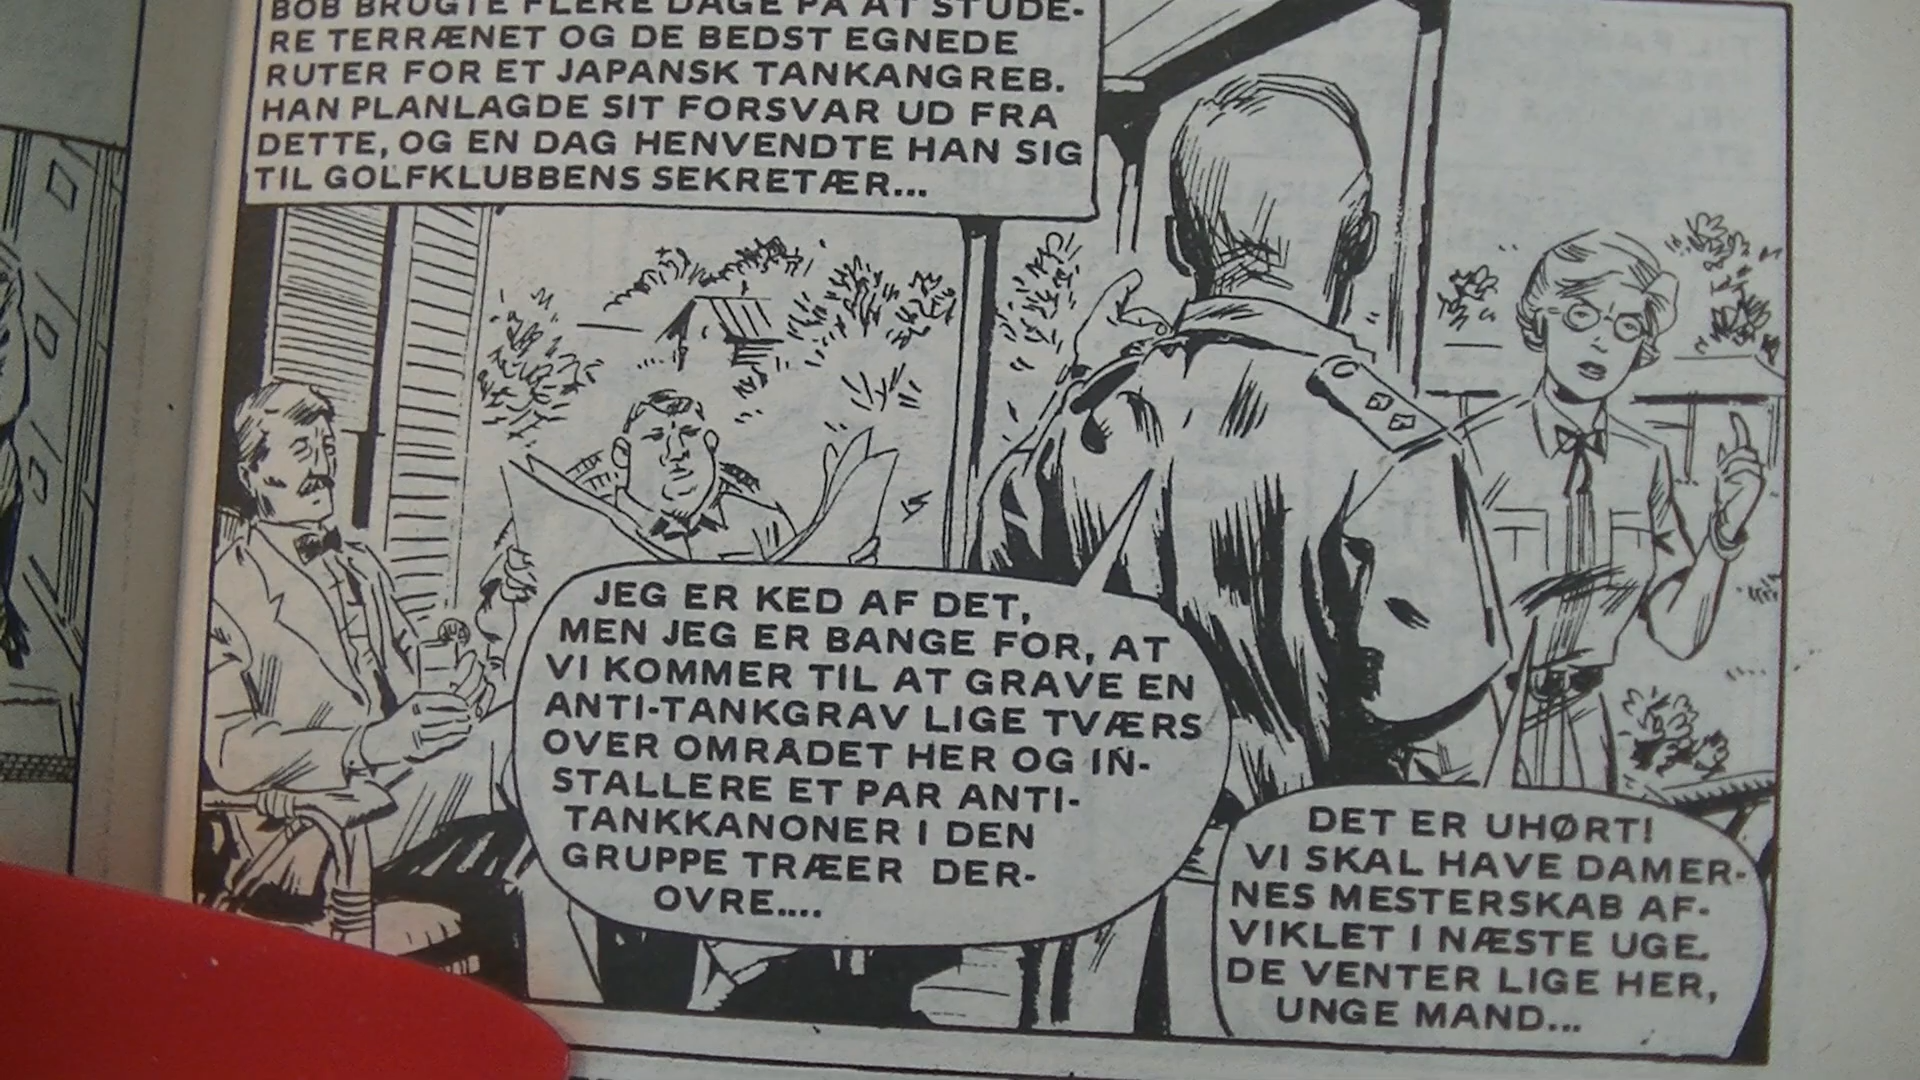 BOB BRUGTE FLERE DAGE PÅ AT STUDE-
RE TERRÆNET OG DE BEDST EGNEDE
RUTER FOR ET JAPANSK TANKANGREB.
HAN PLANLAGDE SIT FORSVAR UD FRA
DETTE, OG EN DAG HENVENDTE HAN SIG
TIL GOLFKLUBBENS SEKRETÆR...
JEG ER KED AF DET,
MEN JEG ER BANGE FOR, AT
VI KOMMER TIL AT GRAVE EN
ANTI-TANKGRAV LIGE TVÆRS
OVER OMRÅDET HER OG IN-
STALLERE ET PAR ANTI-
TANKKANONER I DEN
GRUPPE TRÆER DER-
OVRE....
DET ER UHØRT!
VI SKAL HAVE DAMER-
NES MESTERSKAB AF-
VIKLET I NÆSTE UGE.
DE VENTER LIGE HER,
UNGE MAND...